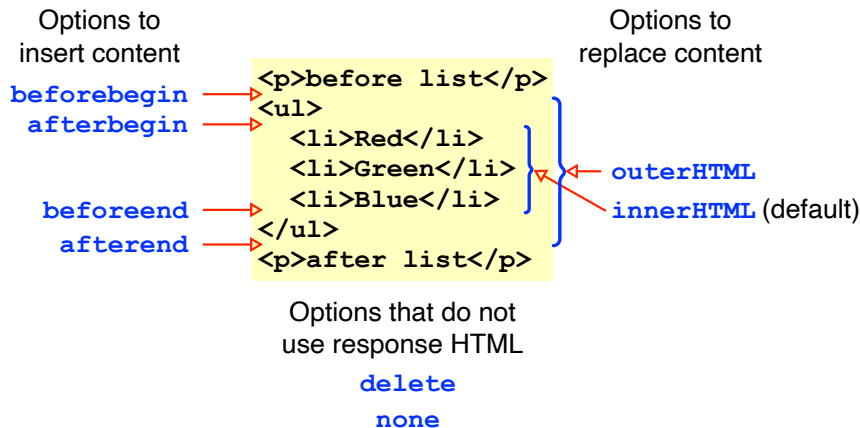 Options to
insert content
beforebegin
afterbegin
beforeend
afterend
<p>before list</p>
<ul>
<li>Red</li>
<li>Green</li>
<li>Blue</li>
</ul>
<p>after list</p>
Options to
replace content
outerHTML
innerHTML (default)
Options that do not
use response HTML
delete
none